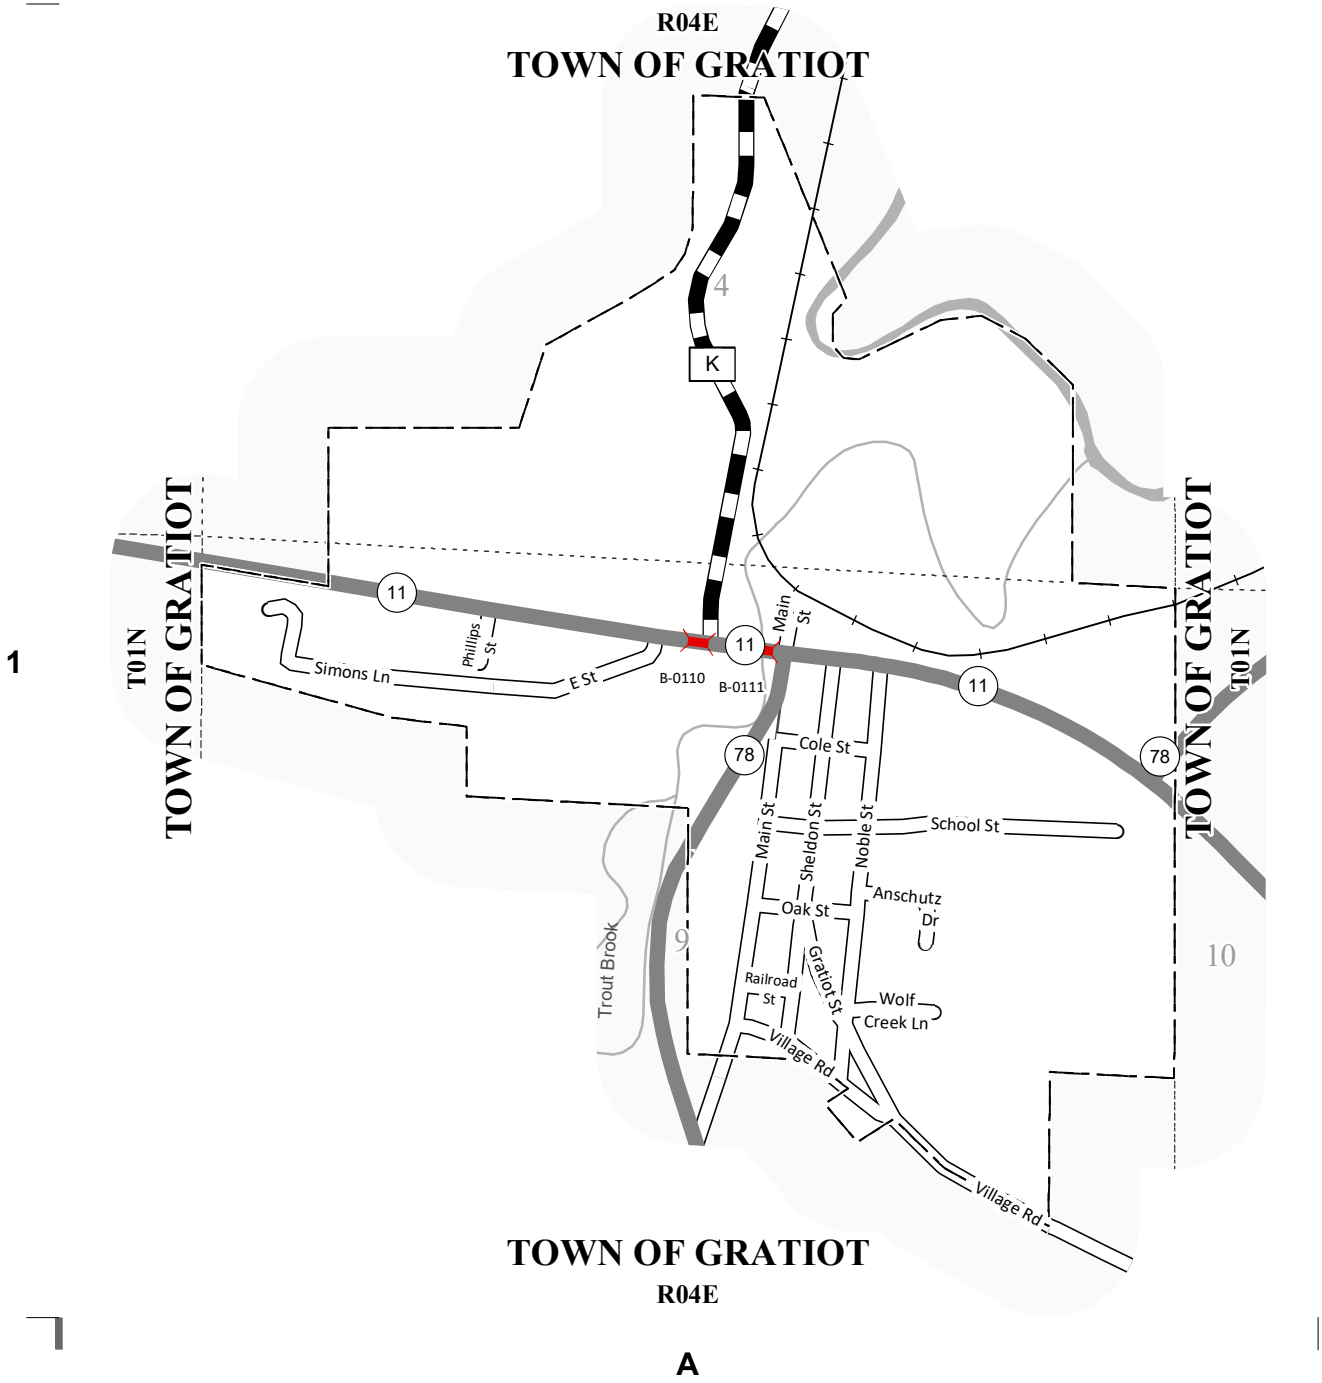 R04E
TOWN OF GRATIOT
4
K
TOWN OF GRATIOT
T01N
1
11
Phillips
St
Simons Ln
E St
B-0110
B-0111
11
Main
St
11
78
78
TOWN OF GRATIOT
T01N
Cole St
Main St
Sheldon St
Noble St
School St
Anschutz
Dr
Oak St
9
10
Trout Brook
Gratiot St
Railroad
St
Wolf
Creek Ln
Village Rd
Village Rd
TOWN OF GRATIOT
R04E
A